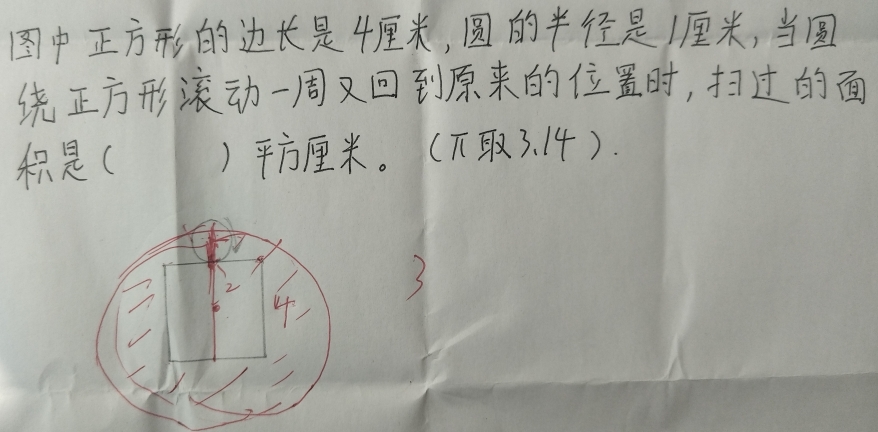 图中正方形的边长是4厘米,圆的半径是1厘米,当圆
绕正方形滚动一周又回到原来的位置时,扫过的面
积是( )平方厘米。(π取3.14).
2
4
3